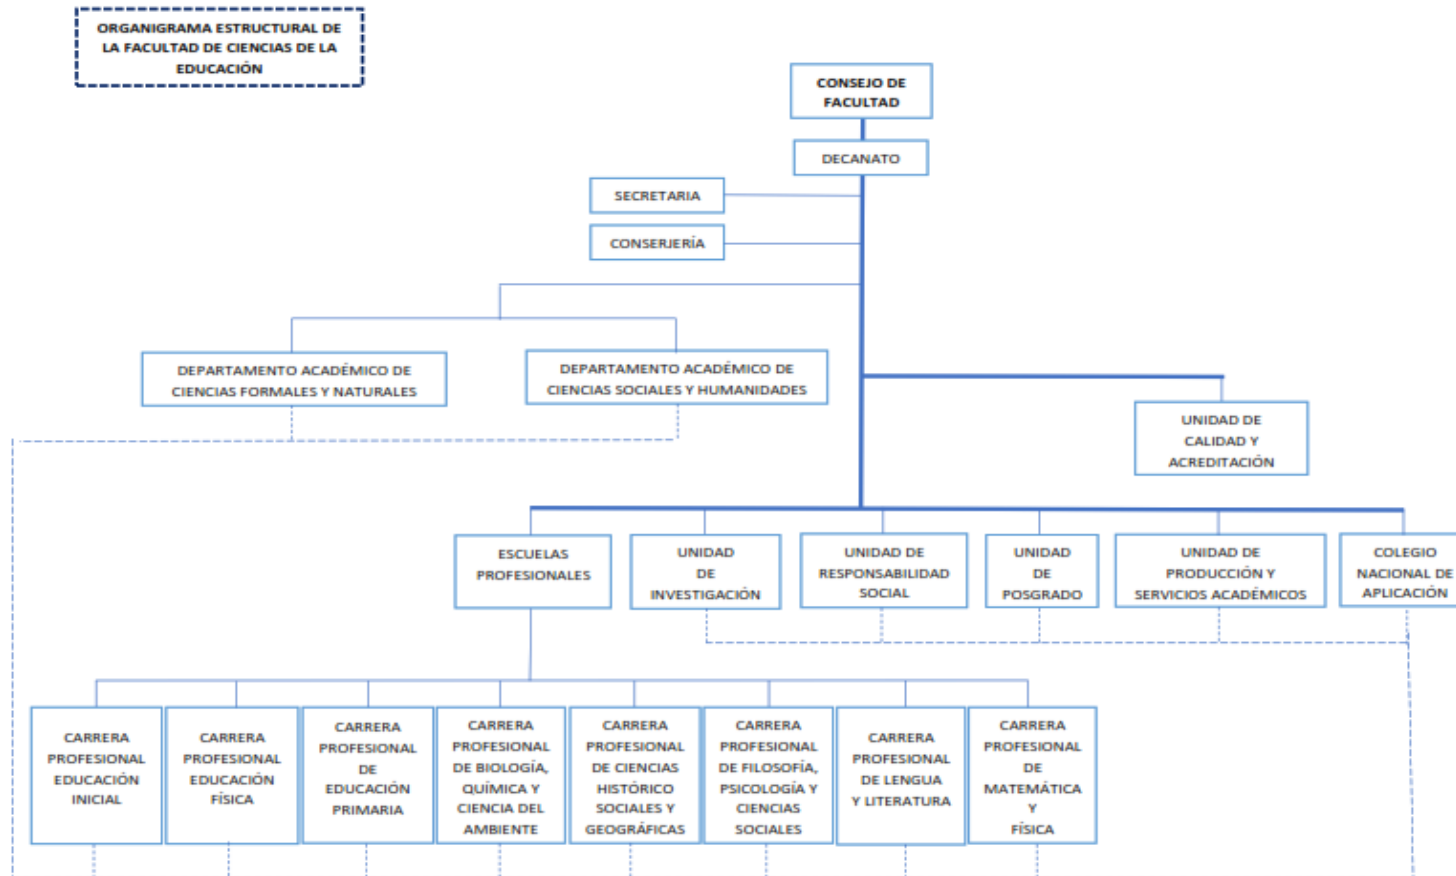 ORGANIGRAMA ESTRUCTURAL DE
LA FACULTAD DE CIENCIAS DE LA
EDUCACIÓN
CONSEJO DE
FACULTAD
DECANATO
SECRETARIA
CONSERJERÍA
DEPARTAMENTO ACADÉMICO DE
CIENCIAS FORMALES Y NATURALES
DEPARTAMENTO ACADÉMICO DE
CIENCIAS SOCIALES Y HUMANIDADES
UNIDAD DE
CALIDAD Y
ACREDITACIÓN
ESCUELAS
PROFESIONALES
UNIDAD
DE
INVESTIGACIÓN
UNIDAD DE
RESPONSABILIDAD
SOCIAL
UNIDAD
DE
POSGRADO
UNIDAD DE
PRODUCCIÓN Y
SERVICIOS ACADÉMICOS
COLEGIO
NACIONAL DE
APLICACIÓN
CARRERA
PROFESIONAL
EDUCACIÓN
INICIAL
CARRERA
PROFESIONAL
EDUCACIÓN
FÍSICA
CARRERA
PROFESIONAL
DE
EDUCACIÓN
PRIMARIA
CARRERA
PROFESIONAL
DE BIOLOGÍA,
QUÍMICA Y
CIENCIA DEL
AMBIENTE
CARRERA
PROFESIONAL
DE CIENCIAS
HISTÓRICO
SOCIALES Y
GEOGRÁFICAS
CARRERA
PROFESIONAL
DE FILOSOFÍA,
PSICOLOGÍA Y
CIENCIAS
SOCIALES
CARRERA
PROFESIONAL
DE LENGUA
Y LITERATURA
CARRERA
PROFESIONAL
DE
MATEMÁTICA
Y
FÍSICA